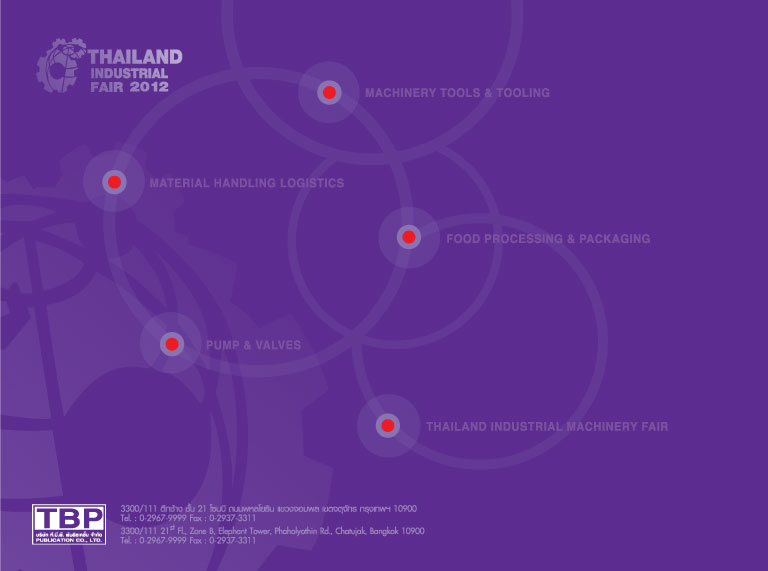 THAILAND
INDUSTRIAL
FAIR 2012
MACHINERY TOOLS & TOOLING
MATERIAL HANDLING LOGISTICS
FOOD PROCESSING & PACKAGING
PUMP & VALVES
THAILAND INDUSTRIAL MACHINERY FAIR
TBP
บริษัท ที.บี.พี. พับลิเคชั่น จำกัด
PUBLICATION CO., LTD.
3300/111 ตึกช้าง ชั้น 21 โซนบี ถนนพหลโยธิน แขวงจอมพล เขตจตุจักร กรุงเทพฯ 10900
Tel. : 0-2967-9999 Fax : 0-2937-3311
3300/111 21st Fl., Zone B, Elephant Tower, Phaholyothin Rd., Chatujak, Bangkok 10900
Tel. : 0-2967-9999 Fax : 0-2937-3311